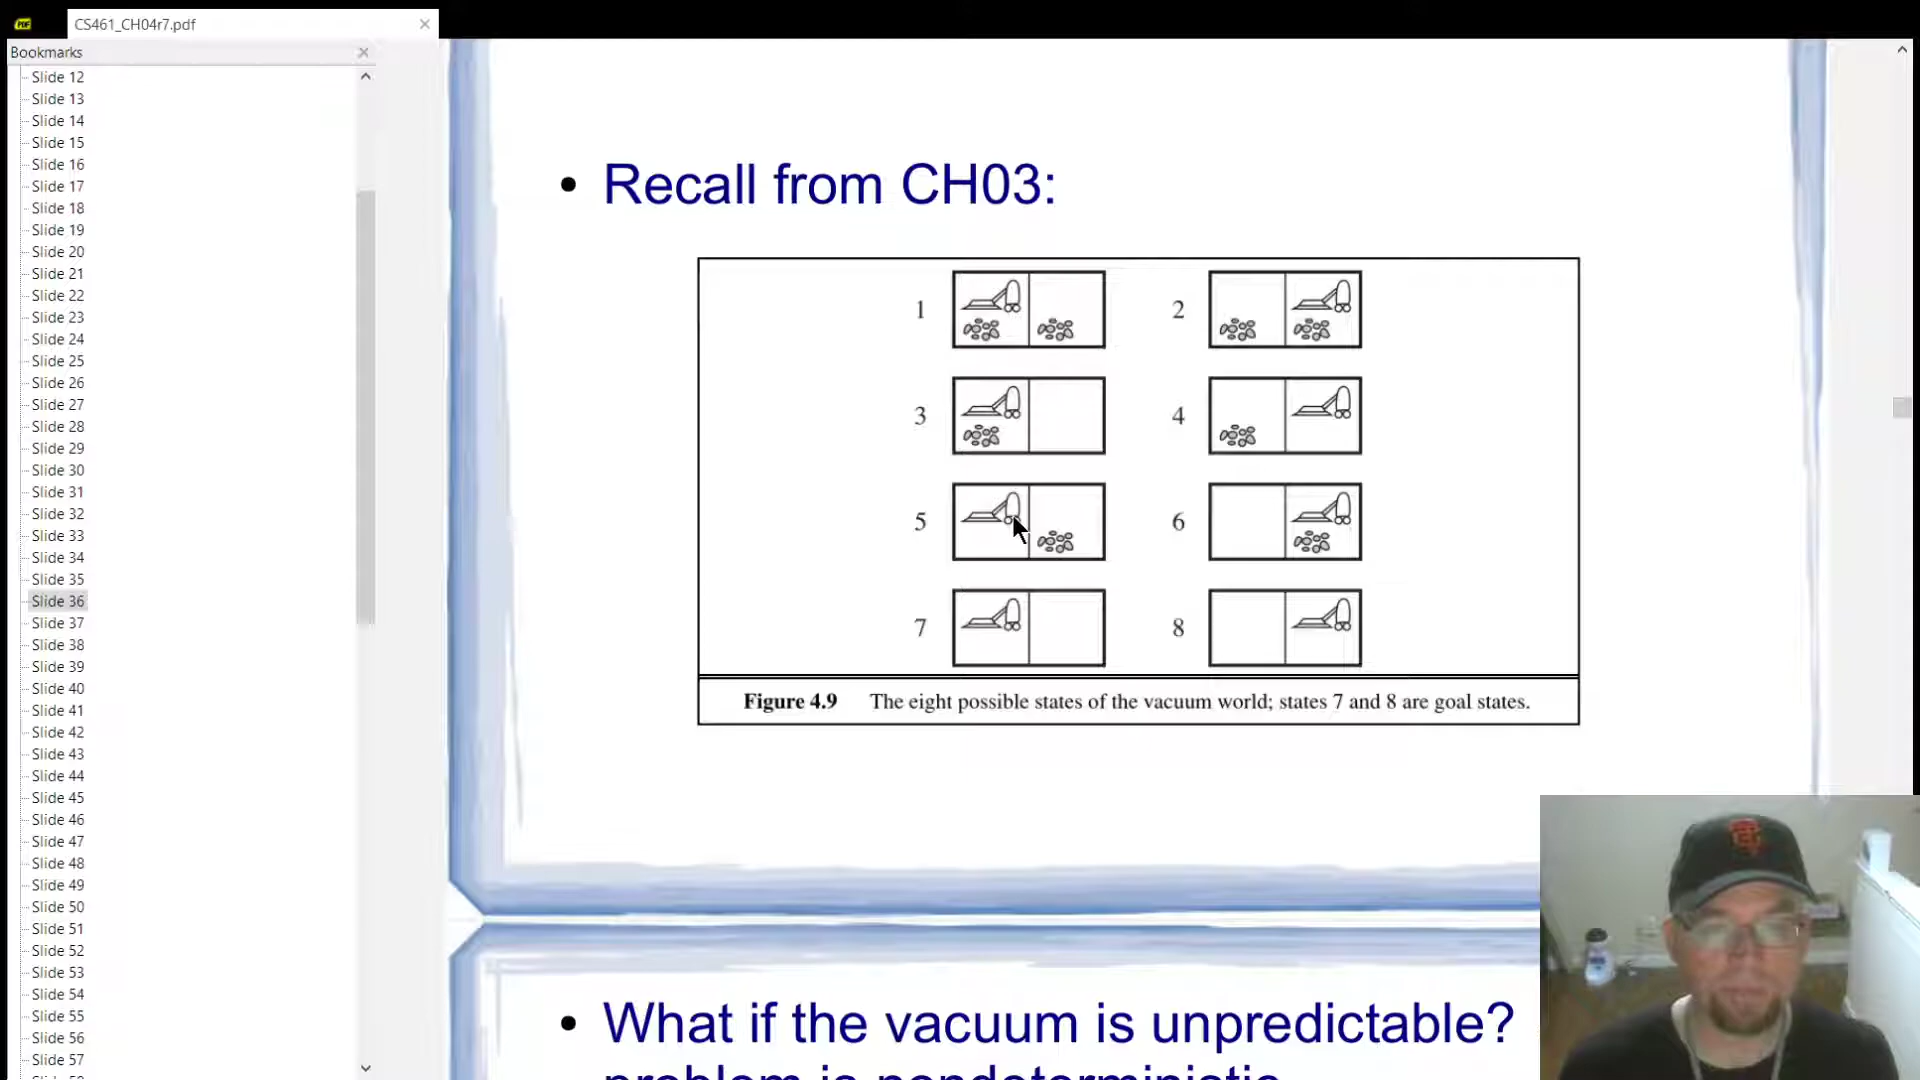 CS461_CH04r7.pdf
Bookmarks
Slide 12
Slide 13
Slide 14
Slide 15
Slide 16
Slide 17
Slide 18
Slide 19
Slide 20
Slide 21
Slide 22
Slide 23
Slide 24
Slide 25
Slide 26
Slide 27
Slide 28
Slide 29
Slide 30
Slide 31
Slide 32
Slide 33
Slide 34
Slide 35
Slide 36
Slide 37
Slide 38
Slide 39
Slide 40
Slide 41
Slide 42
Slide 43
Slide 44
Slide 45
Slide 46
Slide 47
Slide 48
Slide 49
Slide 50
Slide 51
Slide 52
Slide 53
Slide 54
Slide 55
Slide 56
Slide 57
• Recall from CH03:
1 2
3 4
5 6
7 8
Figure 4.9 The eight possible states of the vacuum world; states 7 and 8 are goal states.
• What if the vacuum is unpredictable?
problem is nondeterministic